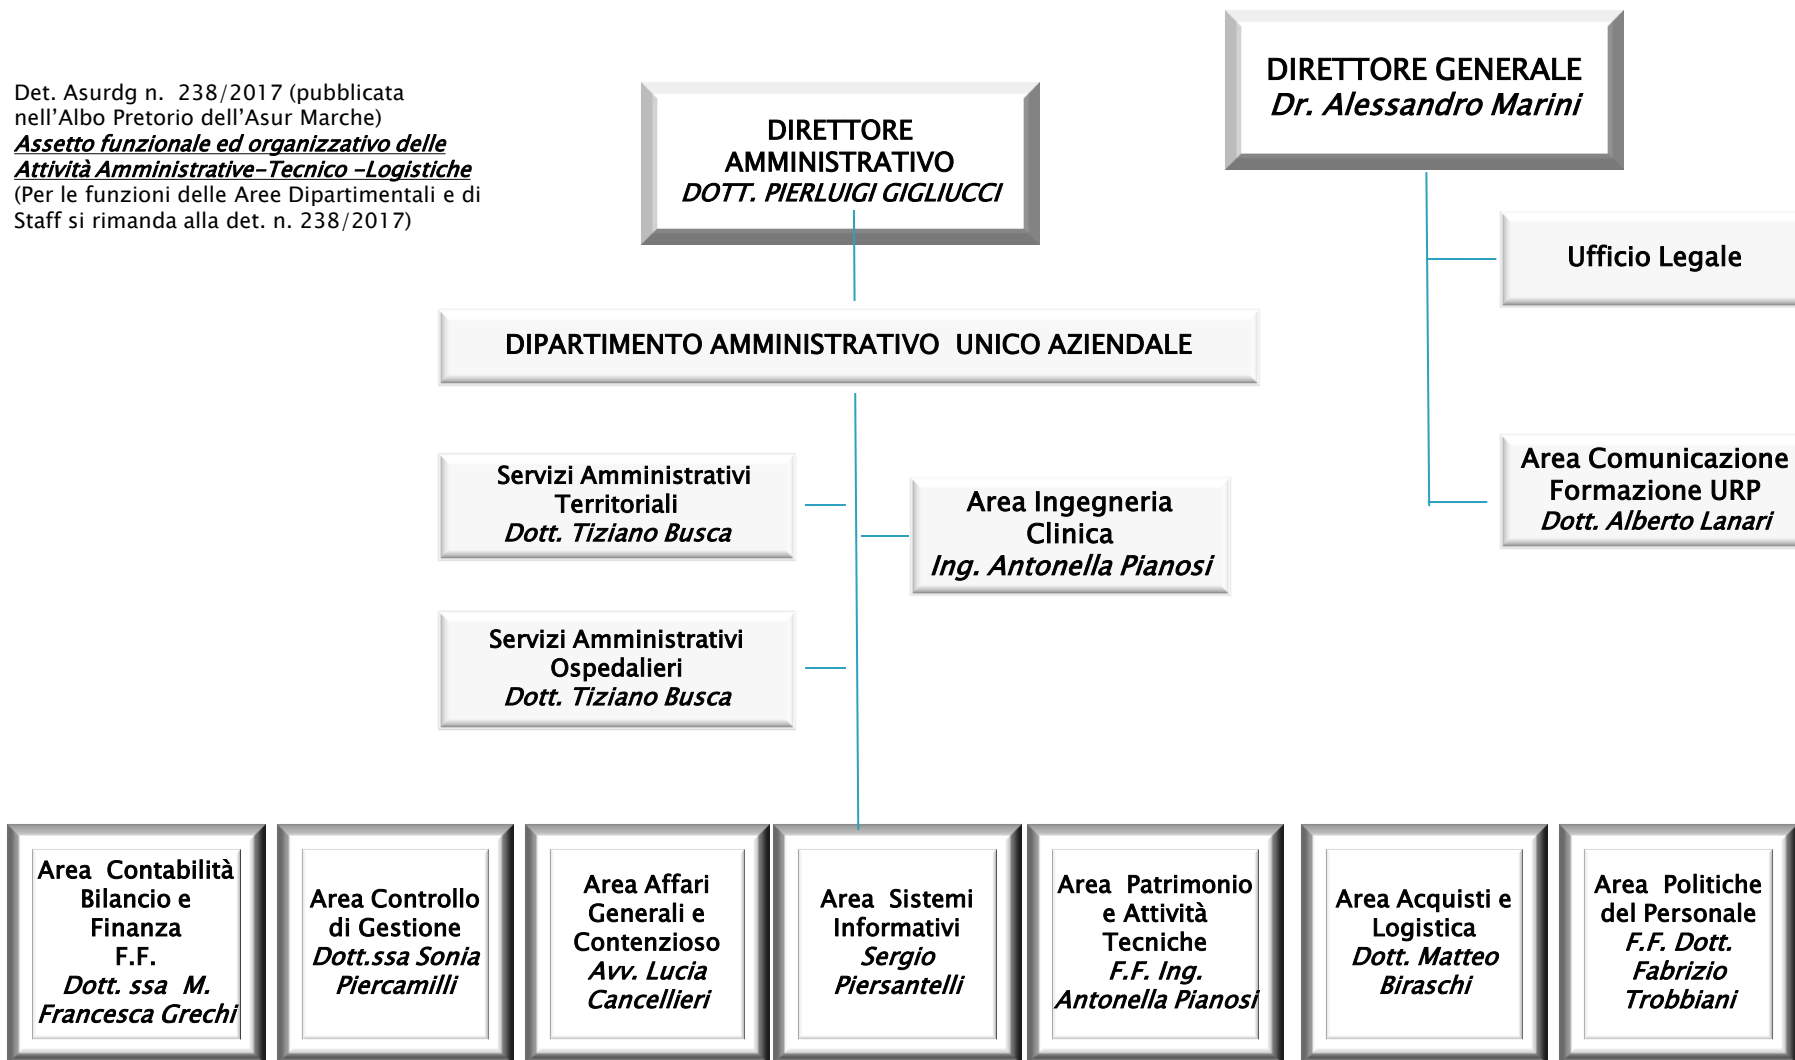 Det. Asurdg n. 238/2017 (pubblicata
nell'Albo Pretorio dell'Asur Marche)
Assetto funzionale ed organizzativo delle
Attività Amministrative-Tecnico -Logistiche
(Per le funzioni delle Aree Dipartimentali e di
Staff si rimanda alla det. n. 238/2017)
DIRETTORE
AMMINISTRATIVO
DOTT. PIERLUIGI GIGLIUCCI
DIRETTORE GENERALE
Dr. Alessandro Marini
Ufficio Legale
DIPARTIMENTO AMMINISTRATIVO UNICO AZIENDALE
Servizi Amministrativi
Territoriali
Dott. Tiziano Busca
Area Ingegneria
Clinica
Ing. Antonella Pianosi
Area Comunicazione
Formazione URP
Dott. Alberto Lanari
Servizi Amministrativi
Ospedalieri
Dott. Tiziano Busca
Area Contabilità
Bilancio e
Finanza
F.F.
Dott. ssa M.
Francesca Grechi
Area Controllo
di Gestione
Dott.ssa Sonia
Piercamilli
Area Affari
Generali e
Contenzioso
Avv. Lucia
Cancellieri
Area Sistemi
Informativi
Sergio
Piersantelli
Area Patrimonio
e Attività
Tecniche
F.F. Ing.
Antonella Pianosi
Area Acquisti e
Logistica
Dott. Matteo
Biraschi
Area Politiche
del Personale
F.F. Dott.
Fabrizio
Trobbiani